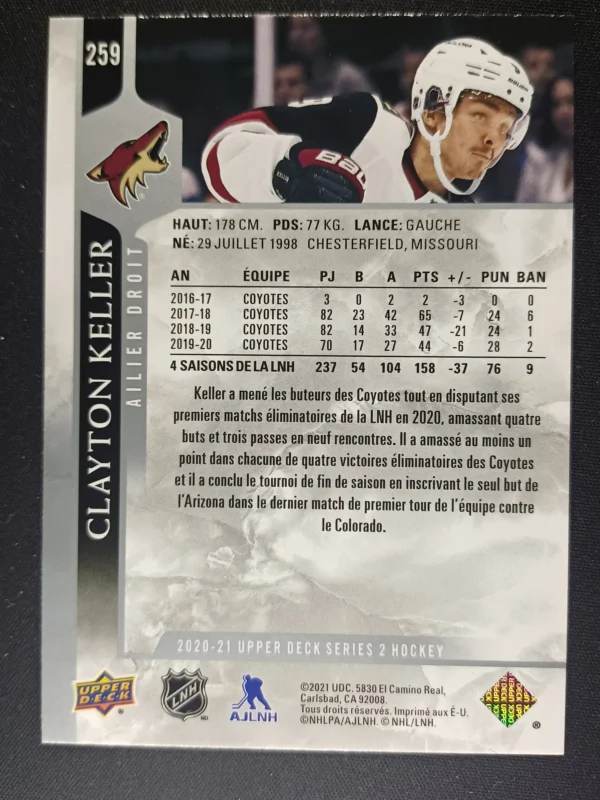 259
BAUER
CLAYTON KELLER
AILIER DROIT
HAUT: 178 CM. PDS: 77 KG. LANCE: GAUCHE
NÉ: 29 JUILLET 1998 CHESTERFIELD, MISSOURI
AN ÉQUIPE PJ B A PTS +/- PUN BAN
2016-17 COYOTES 3 0 2 2 -3 0 0
2017-18 COYOTES 82 23 42 65 -7 24 6
2018-19 COYOTES 82 14 33 47 -21 24 1
2019-20 COYOTES 70 17 27 44 -6 28 2
4 SAISONS DE LA LNH 237 54 104 158 -37 76 9
Keller a mené les buteurs des Coyotes tout en disputant ses
premiers matchs éliminatoires de la LNH en 2020, amassant quatre
buts et trois passes en neuf rencontres. Il a amassé au moins un
point dans chacune de quatre victoires éliminatoires des Coyotes
et il a conclu le tournoi de fin de saison en inscrivant le seul but de
l'Arizona dans le dernier match de premier tour de l'équipe contre
le Colorado.
2020-21 UPPER DECK SERIES 2 HOCKEY
UPPER DECK
LNH
AJLNH
©2021 UDC. 5830 El Camino Real,
Carlsbad, CA 92008.
Tous droits réservés. Imprimé aux É-U.
©NHLPA/AJLNH. © NHL/LNH.
UPPER DECK